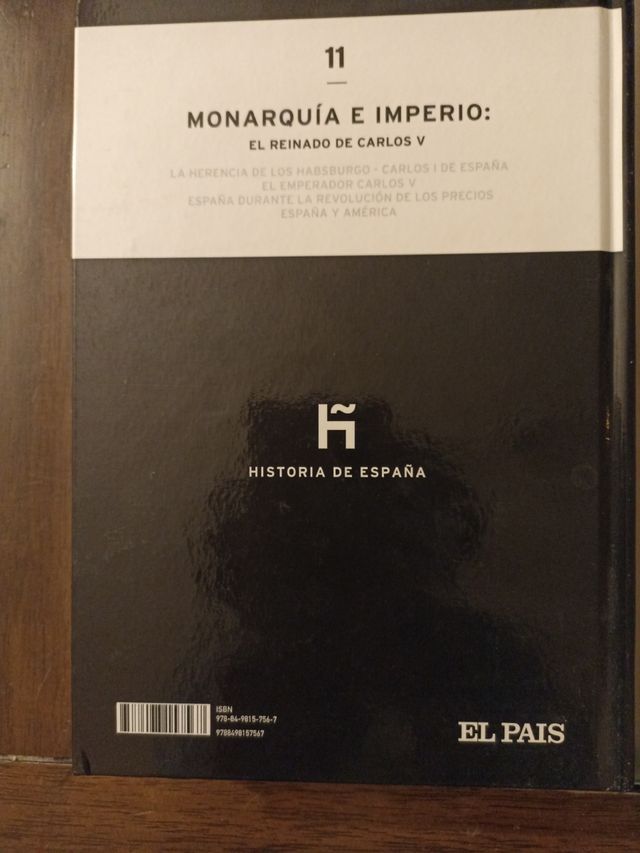 11
MONARQUÍA E IMPERIO:
EL REINADO DE CARLOS V
LA HERENCIA DE LOS HABSBURGO - CARLOS I DE ESPAÑA
EL EMPERADOR CARLOS V
ESPAÑA DURANTE LA REVOLUCIÓN DE LOS PRECIOS
ESPAÑA Y AMÉRICA
HISTORIA DE ESPAÑA
ISBN
978-84-9815-756-7
9788498157567
EL PAIS